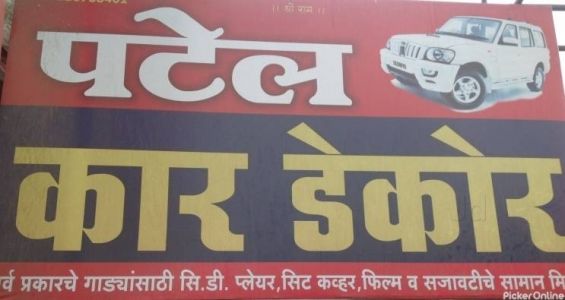 ।। श्री राम ।।
पटेल
कार डेकोर
र्व प्रकारचे गाड्यांसाठी सि.डी. प्लेयर,सिट कव्हर,फिल्म व सजावटीचे सामान मि
PickerOnline